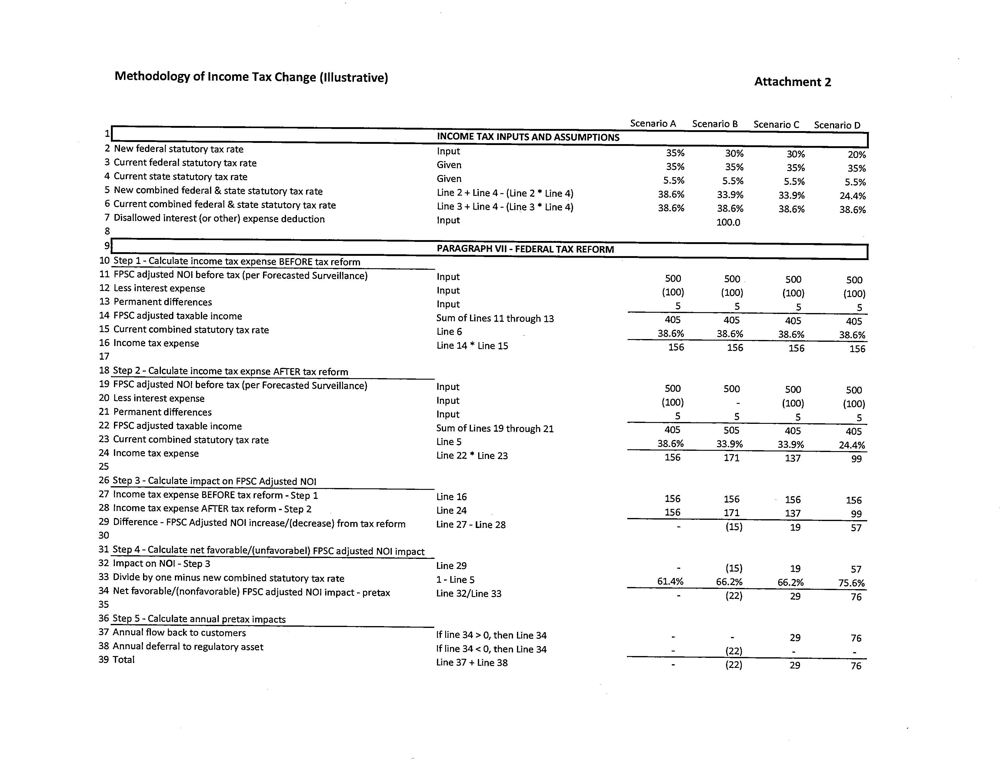 Methodology of Income Tax Change (Illustrative)
Attachment 2
Scenario A Scenario B Scenario C Scenario D
1 INCOME TAX INPUTS AND ASSUMPTIONS
2 New federal statutory tax rate Input 35% 30% 30% 20%
3 Current federal statutory tax rate Given 35% 35% 35% 35%
4 Current state statutory tax rate Given 5.5% 5.5% 5.5% 5.5%
5 New combined federal & state statutory tax rate Line 2 + Line 4 - (Line 2 * Line 4) 38.6% 33.9% 33.9% 24.4%
6 Current combined federal & state statutory tax rate Line 3 + Line 4 - (Line 3 * Line 4) 38.6% 38.6% 38.6% 38.6%
7 Disallowed interest (or other) expense deduction Input 100.0
8
9 PARAGRAPH VII - FEDERAL TAX REFORM
10 Step 1 - Calculate income tax expense BEFORE tax reform
11 FPSC adjusted NOI before tax (per Forecasted Surveillance) Input 500 500 500 500
12 Less interest expense Input (100) (100) (100) (100)
13 Permanent differences Input 5 5 5 5
14 FPSC adjusted taxable income Sum of Lines 11 through 13 405 405 405 405
15 Current combined statutory tax rate Line 6 38.6% 38.6% 38.6% 38.6%
16 Income tax expense Line 14 * Line 15 156 156 156 156
17
18 Step 2 - Calculate income tax expnse AFTER tax reform
19 FPSC adjusted NOI before tax (per Forecasted Surveillance) Input 500 500 500 500
20 Less interest expense Input (100) - (100) (100)
21 Permanent differences Input 5 5 5 5
22 FPSC adjusted taxable income Sum of Lines 19 through 21 405 505 405 405
23 Current combined statutory tax rate Line 5 38.6% 33.9% 33.9% 24.4%
24 Income tax expense Line 22 * Line 23 156 171 137 99
25
26 Step 3 - Calculate impact on FPSC Adjusted NOI
27 Income tax expense BEFORE tax reform - Step 1 Line 16 156 156 156 156
28 Income tax expense AFTER tax reform - Step 2 Line 24 156 171 137 99
29 Difference - FPSC Adjusted NOI increase/(decrease) from tax reform Line 27 - Line 28 - (15) 19 57
30
31 Step 4 - Calculate net favorable/(unfavorabel) FPSC adjusted NOI impact
32 Impact on NOI - Step 3 Line 29 - (15) 19 57
33 Divide by one minus new combined statutory tax rate 1 - Line 5 61.4% 66.2% 66.2% 75.6%
34 Net favorable/(nonfavorable) FPSC adjusted NOI impact - pretax Line 32/Line 33 - (22) 29 76
35
36 Step 5 - Calculate annual pretax impacts
37 Annual flow back to customers If line 34 > 0, then Line 34 - - 29 76
38 Annual deferral to regulatory asset If line 34 < 0, then Line 34 - (22) - -
39 Total Line 37 + Line 38 - (22) 29 76